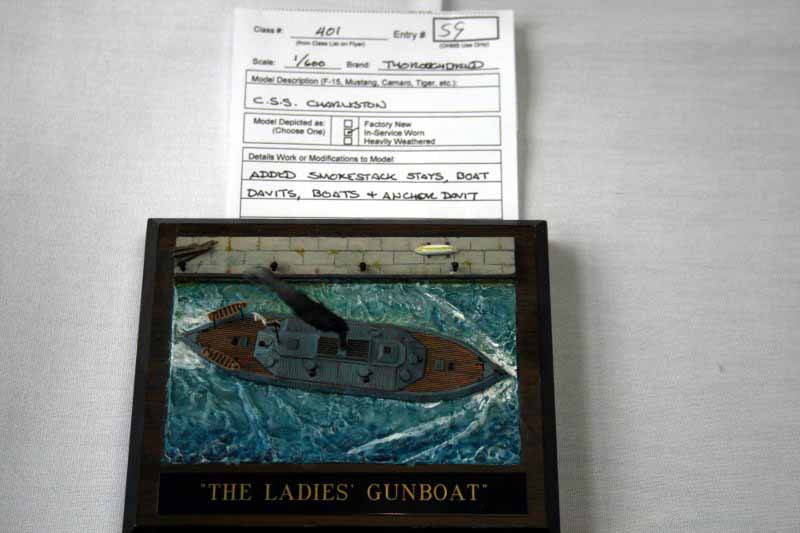 Class #: 401 Entry # 59
(from Class List on Flyer) (OHMS Use Only)
Scale: 1/600 Brand: THOROUGHBRED
Model Description (F-15, Mustang, Camaro, Tiger, etc.):
C.S.S. CHARLESTON
Model Depicted as: Factory New
(Choose One) In-Service Worn
Heavily Weathered
Details Work or Modifications to Model:
ADDED SMOKESTACK STAYS, BOAT
DAVITS, BOATS + ANCHOR DAVIT
"THE LADIES' GUNBOAT"